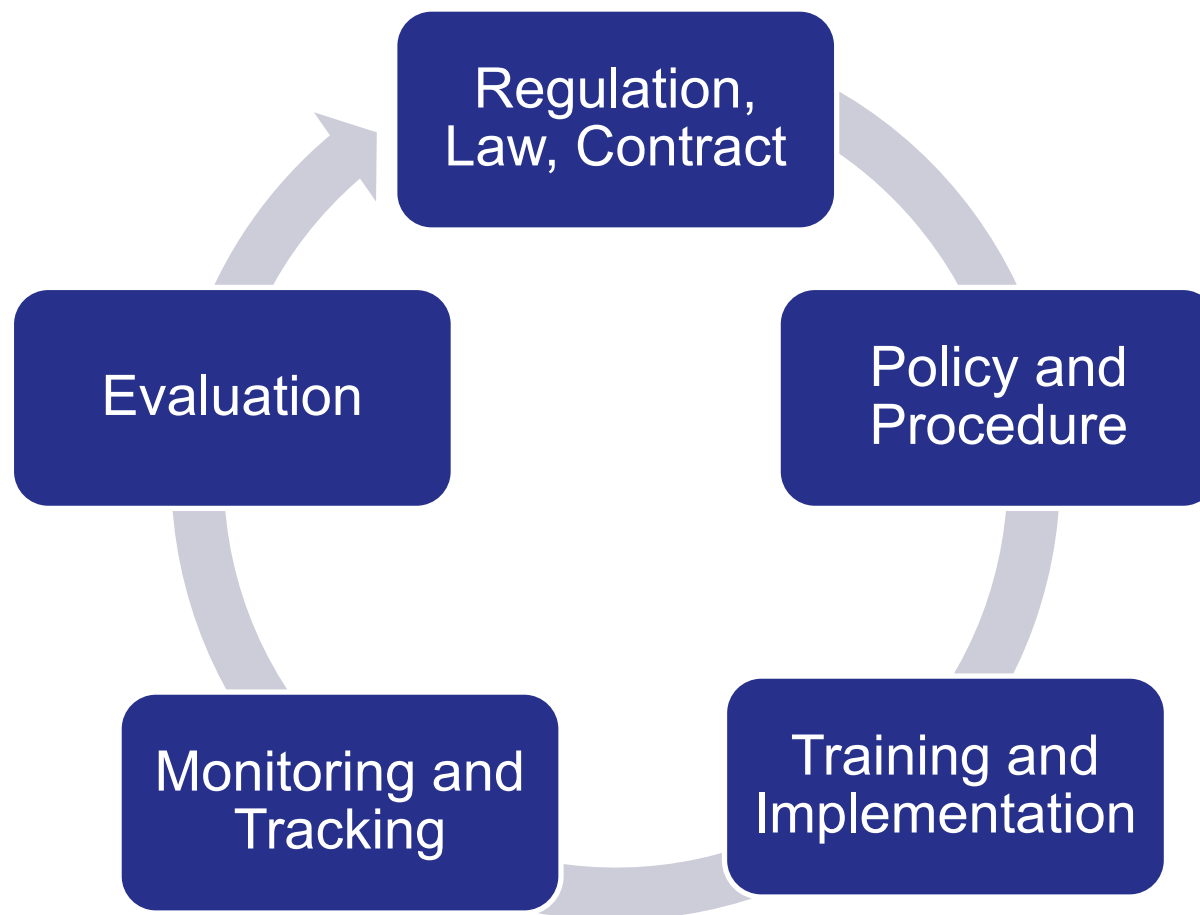 Regulation,
Law, Contract
Policy and
Procedure
Training and
Implementation
Monitoring and
Tracking
Evaluation